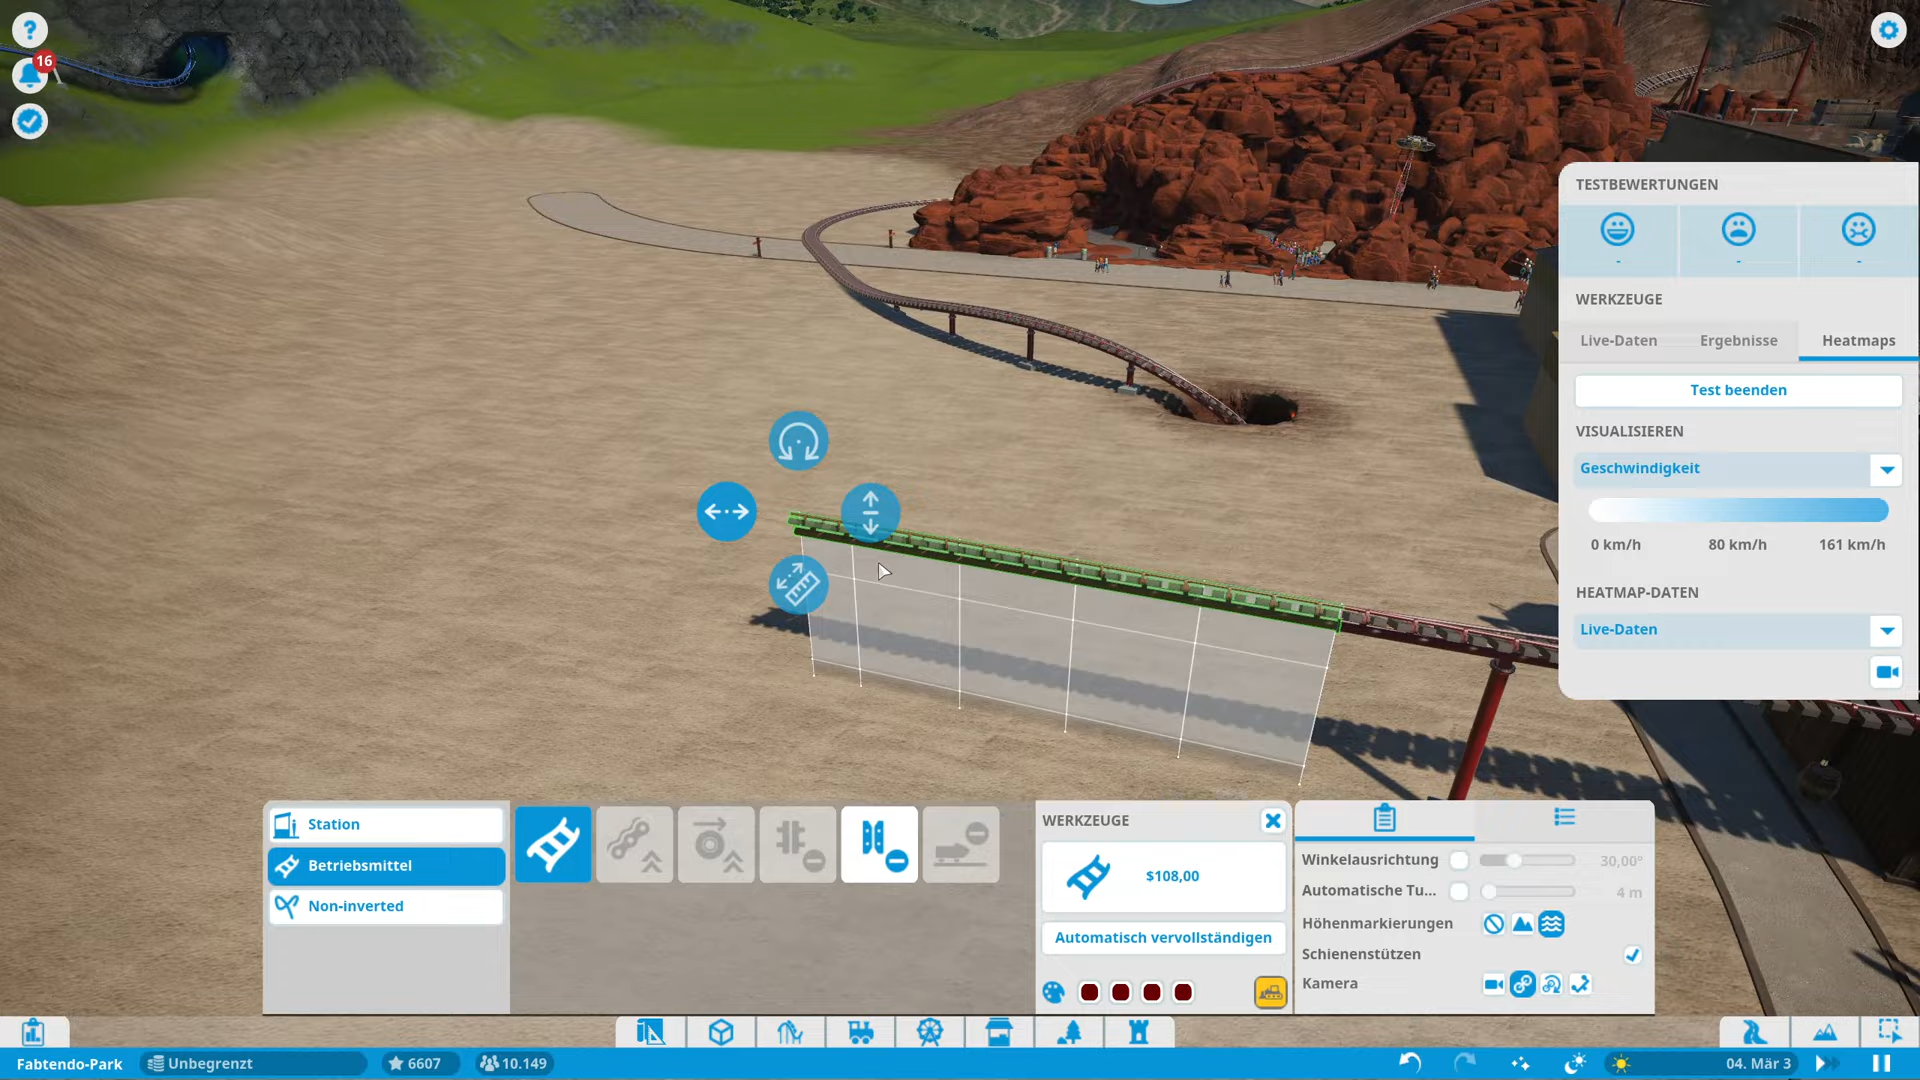 ?
16
TESTBEWERTUNGEN
- - -
WERKZEUGE
Live-Daten Ergebnisse Heatmaps
Test beenden
VISUALISIEREN
Geschwindigkeit
0 km/h 80 km/h 161 km/h
HEATMAP-DATEN
Live-Daten
Station
Betriebsmittel
Non-inverted
WERKZEUGE
$108,00
Automatisch vervollständigen
Winkelausrichtung 30,00°
Automatische Tu... 4 m
Höhenmarkierungen
Schienenstützen
Kamera
Fabtendo-Park Unbegrenzt 6607 10.149 04. Mär 3